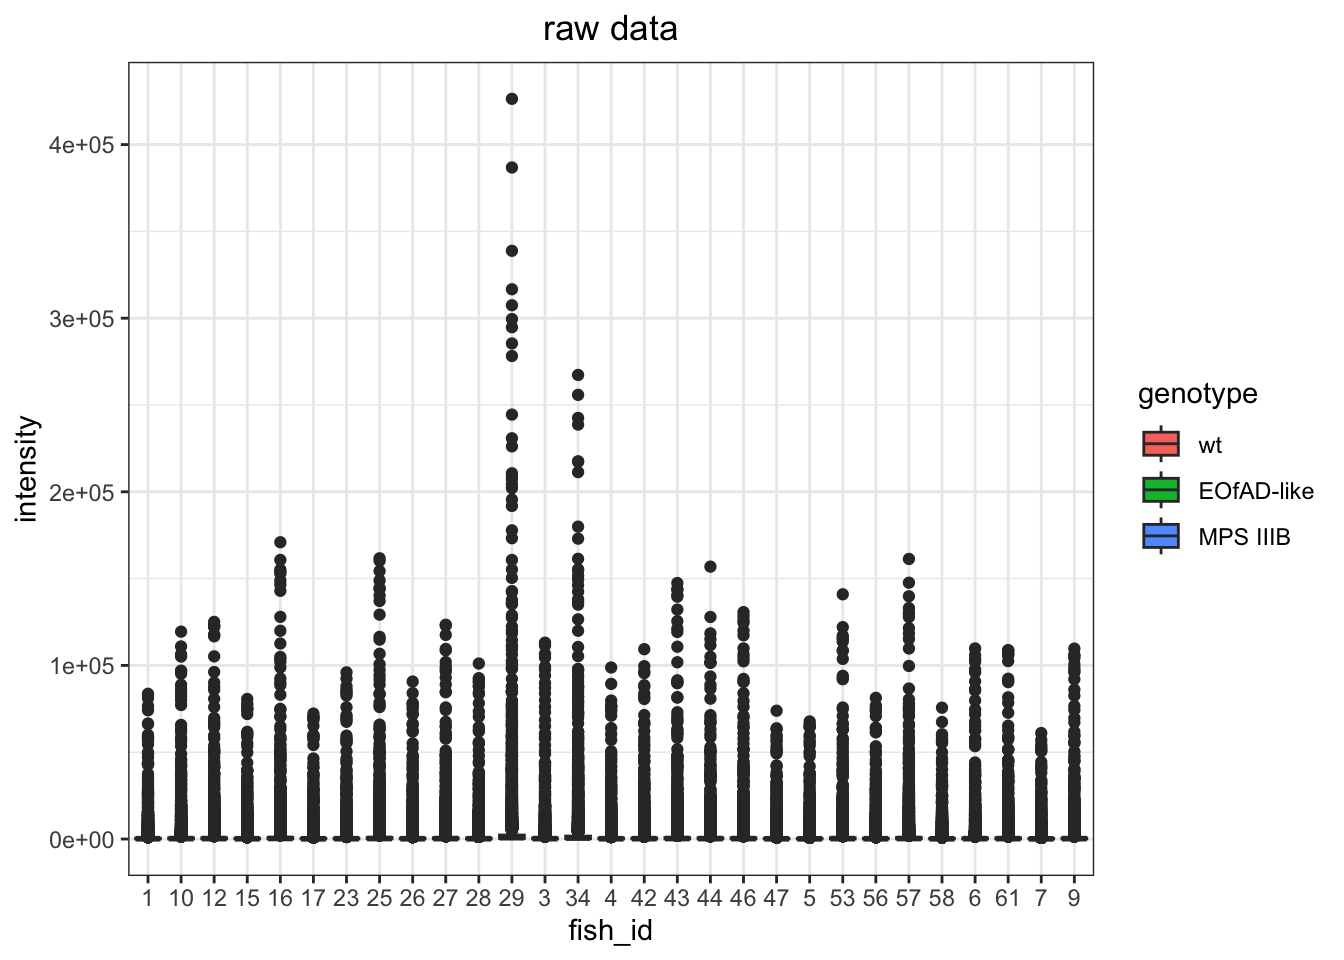 raw data
intensity
4e+05
3e+05
2e+05
1e+05
0e+00
1 10 12 15 16 17 23 25 26 27 28 29 3 34 4 42 43 44 46 47 5 53 56 57 58 6 61 7 9
fish_id
genotype
wt
EOfAD-like
MPS IIIB